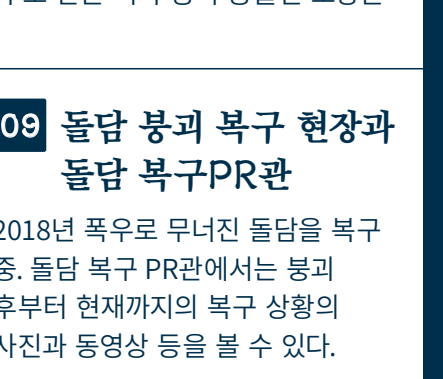 09 돌담 붕괴 복구 현장과
돌담 복구PR관
2018년 폭우로 무너진 돌담을 복구
중. 돌담 복구 PR관에서는 붕괴
후부터 현재까지의 복구 상황의
사진과 동영상 등을 볼 수 있다.